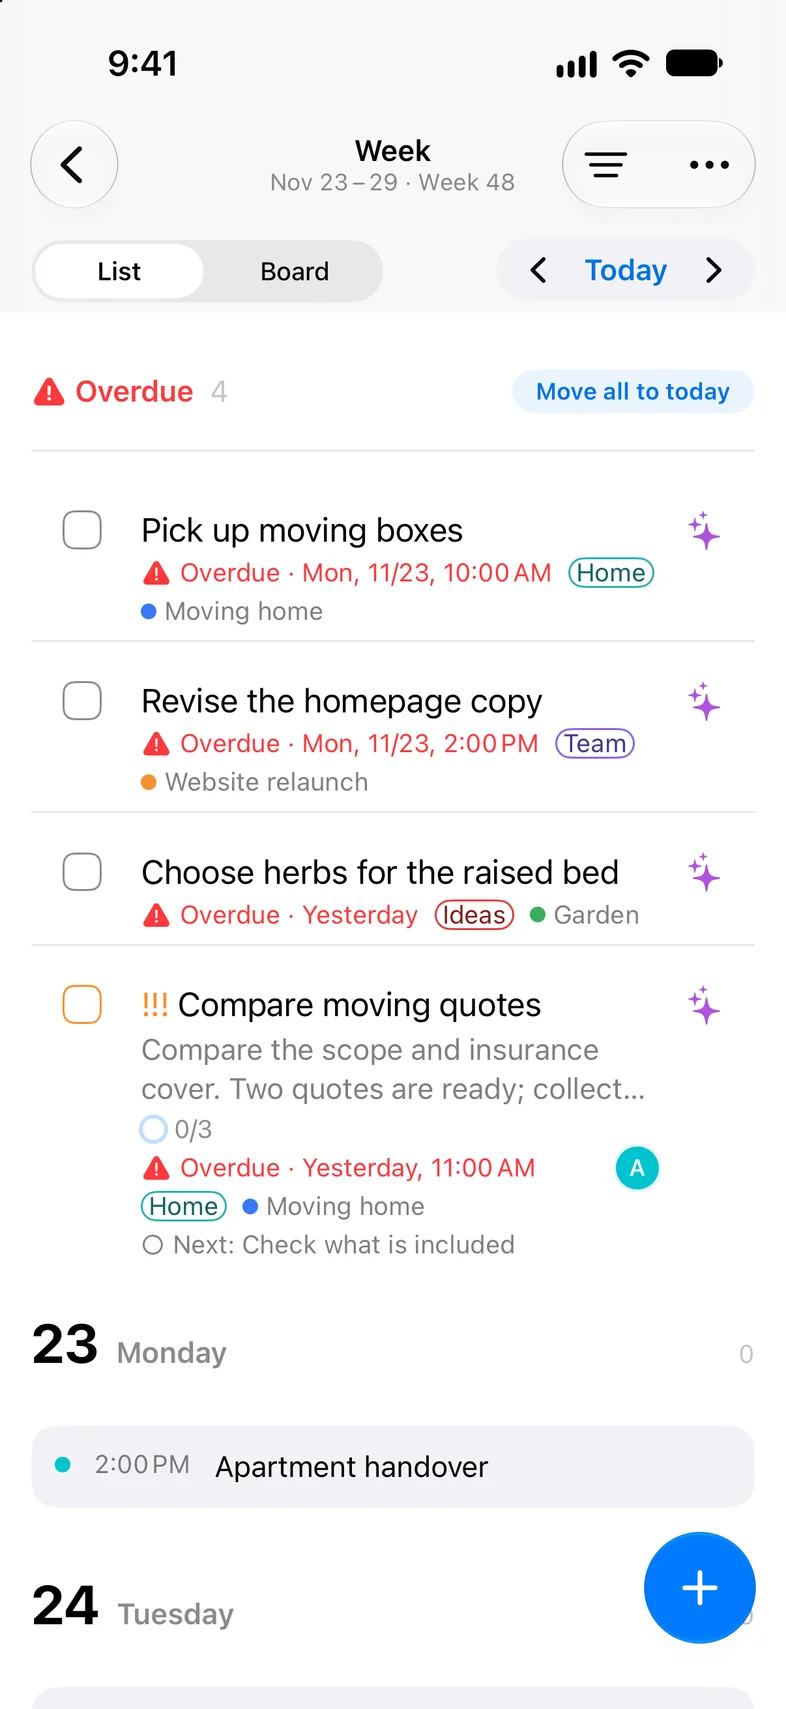 9:41
Week
Nov 23 – 29 · Week 48
List
Board
Today
Overdue 4
Move all to today
Pick up moving boxes
Overdue · Mon, 11/23, 10:00 AM Home
Moving home
Revise the homepage copy
Overdue · Mon, 11/23, 2:00 PM Team
Website relaunch
Choose herbs for the raised bed
Overdue · Yesterday Ideas Garden
!!! Compare moving quotes
Compare the scope and insurance
cover. Two quotes are ready; collect...
0/3
Overdue · Yesterday, 11:00 AM A
Home Moving home
Next: Check what is included
23 Monday 0
2:00 PM Apartment handover
24 Tuesday